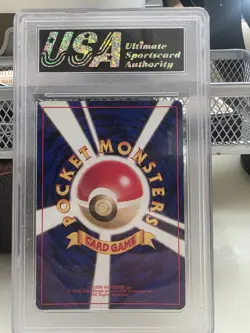 USA
Ultimate
Sportscard
Authority
POCKET MONSTERS
CARD GAME